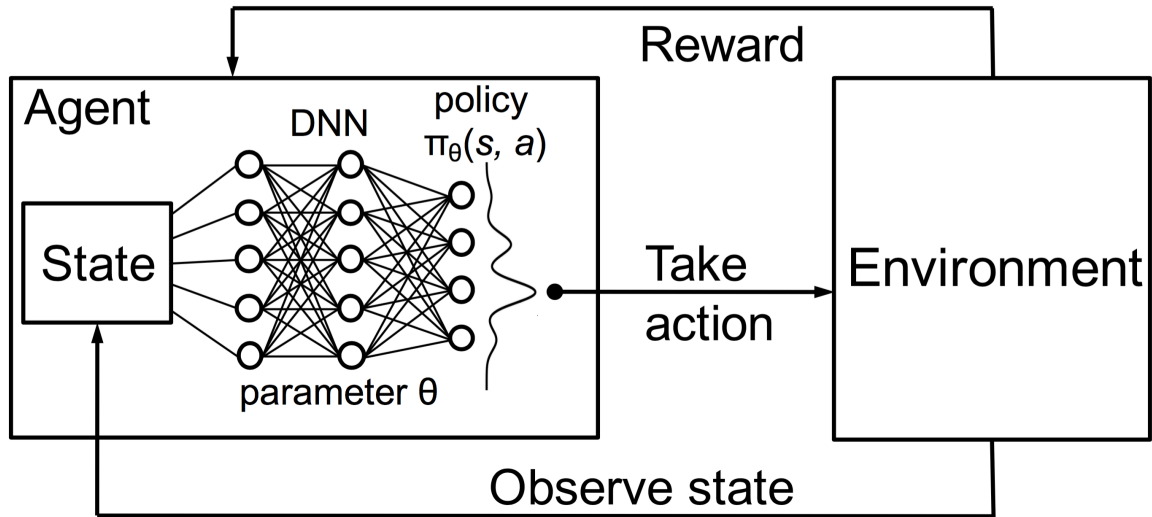 Reward
Agent
policy
DNN
πθ(s, a)
State
Take
action
Environment
parameter θ
Observe state